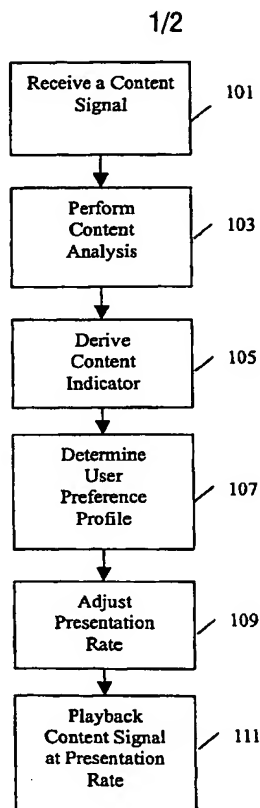 1/2
Receive a Content
Signal
101
Perform
Content
Analysis
103
Derive
Content
Indicator
105
Determine
User
Preference
Profile
107
Adjust
Presentation
Rate
109
Playback
Content Signal
at Presentation
Rate
111